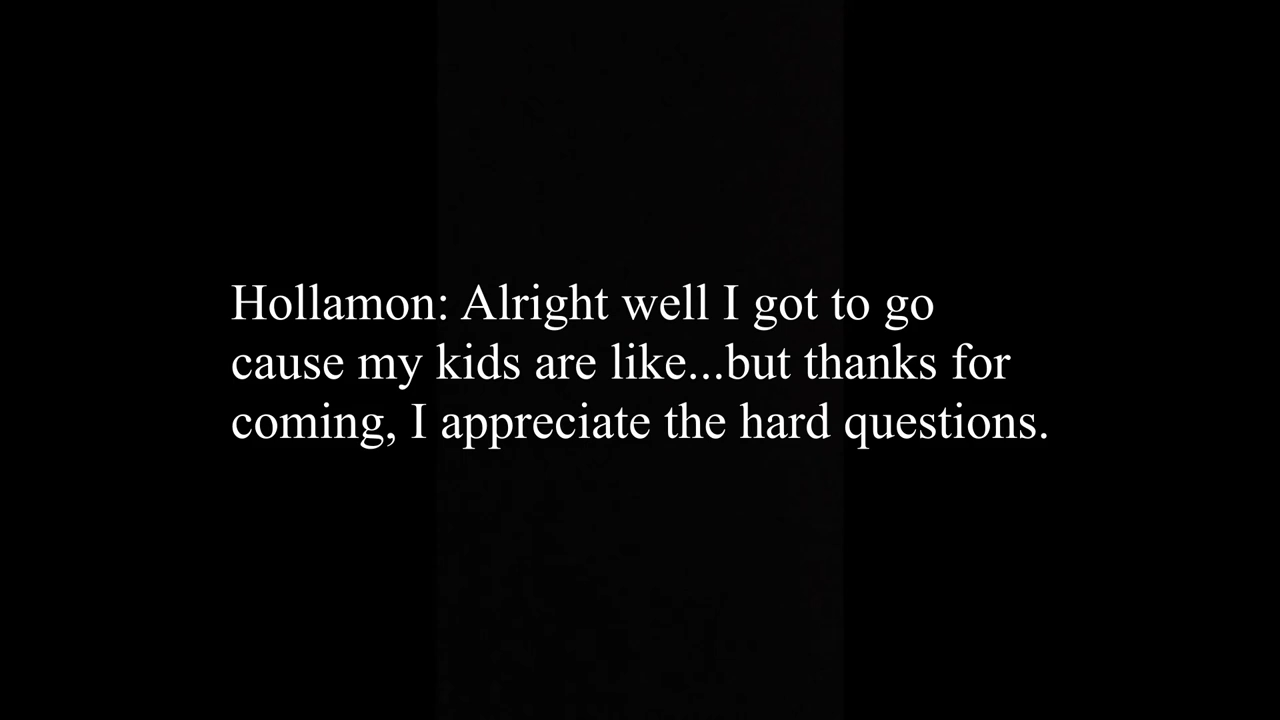 Hollamon: Alright well I got to go
cause my kids are like...but thanks for
coming, I appreciate the hard questions.